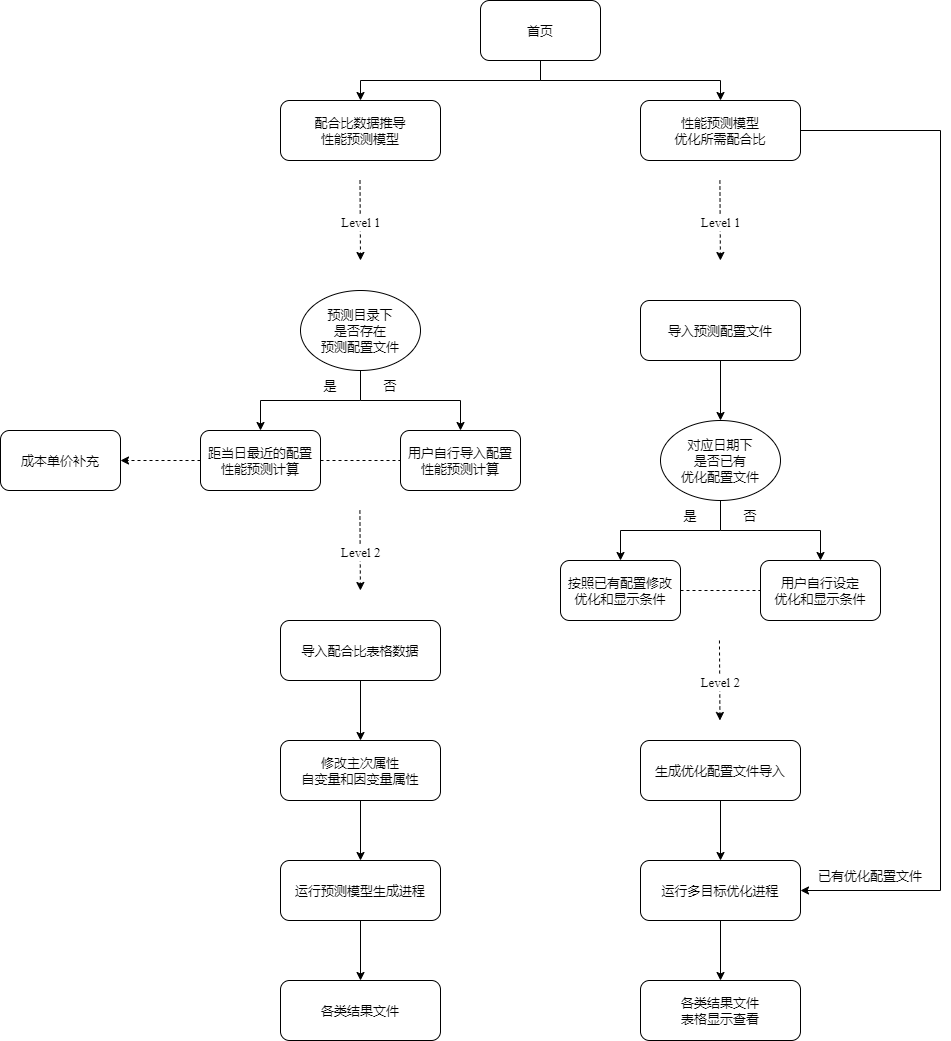 首页
配合比数据推导
性能预测模型
性能预测模型
优化所需配合比
Level 1
Level 1
预测目录下
是否存在
预测配置文件
导入预测配置文件
是
否
成本单价补充
距当日最近的配置
性能预测计算
用户自行导入配置
性能预测计算
对应日期下
是否已有
优化配置文件
是
否
Level 2
按照已有配置修改
优化和显示条件
用户自行设定
优化和显示条件
导入配合比表格数据
Level 2
修改主次属性
自变量和因变量属性
生成优化配置文件导入
运行预测模型生成进程
运行多目标优化进程
已有优化配置文件
各类结果文件
各类结果文件
表格显示查看